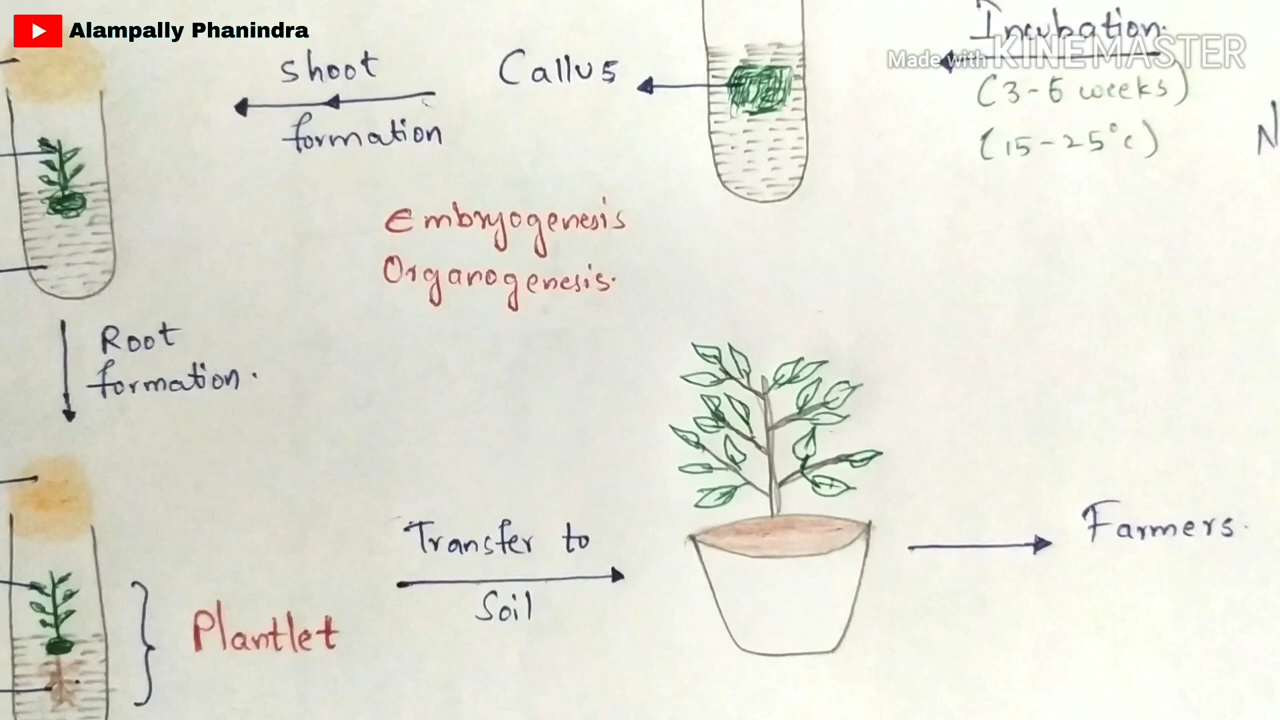 Alampally Phanindra
Incubation.
Made with KINEMASTER
(3-6 weeks)
(15-25°c)
N
Callus
Shoot
formation
Embryogenesis
Organogenesis.
Root
formation.
Plantlet
Transfer to
Soil
Farmers.